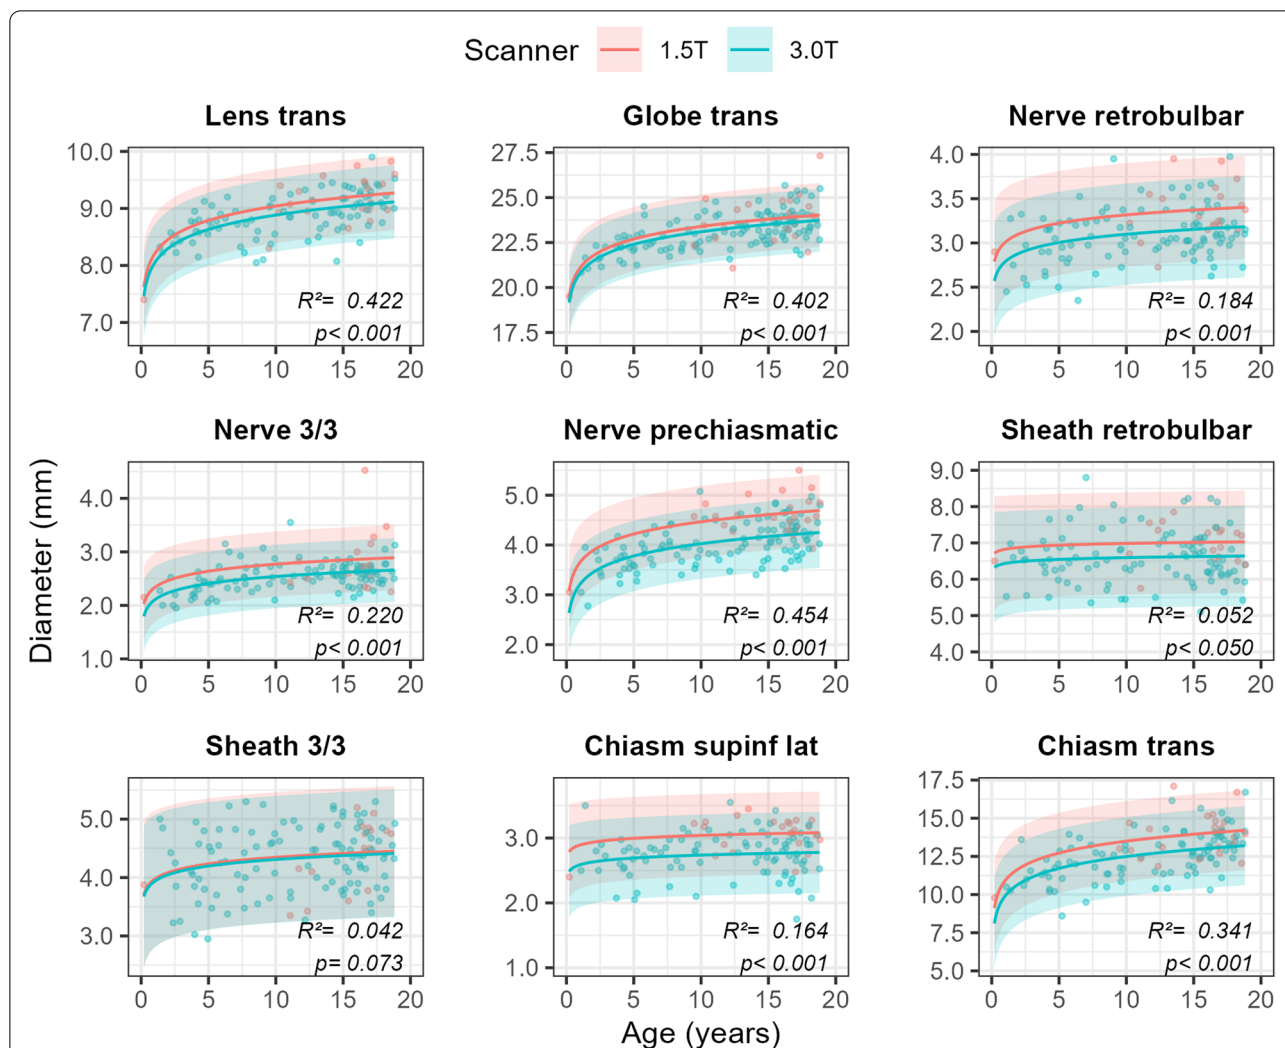 Scanner 1.5T 3.0T
Lens trans
10.0
9.0
8.0
7.0
R²= 0.422
p< 0.001
0 5 10 15 20
Globe trans
27.5
25.0
22.5
20.0
17.5
R²= 0.402
p< 0.001
0 5 10 15 20
Nerve retrobulbar
4.0
3.5
3.0
2.5
2.0
R²= 0.184
p< 0.001
0 5 10 15 20
Diameter (mm)
Nerve 3/3
4.0
3.0
2.0
1.0
R²= 0.220
p< 0.001
0 5 10 15 20
Nerve prechiasmatic
5.0
4.0
3.0
2.0
R²= 0.454
p< 0.001
0 5 10 15 20
Sheath retrobulbar
9.0
8.0
7.0
6.0
5.0
4.0
R²= 0.052
p< 0.050
0 5 10 15 20
Sheath 3/3
5.0
4.0
3.0
R²= 0.042
p= 0.073
0 5 10 15 20
Chiasm supinf lat
3.0
2.0
1.0
R²= 0.164
p< 0.001
0 5 10 15 20
Chiasm trans
17.5
15.0
12.5
10.0
7.5
5.0
R²= 0.341
p< 0.001
0 5 10 15 20
Age (years)